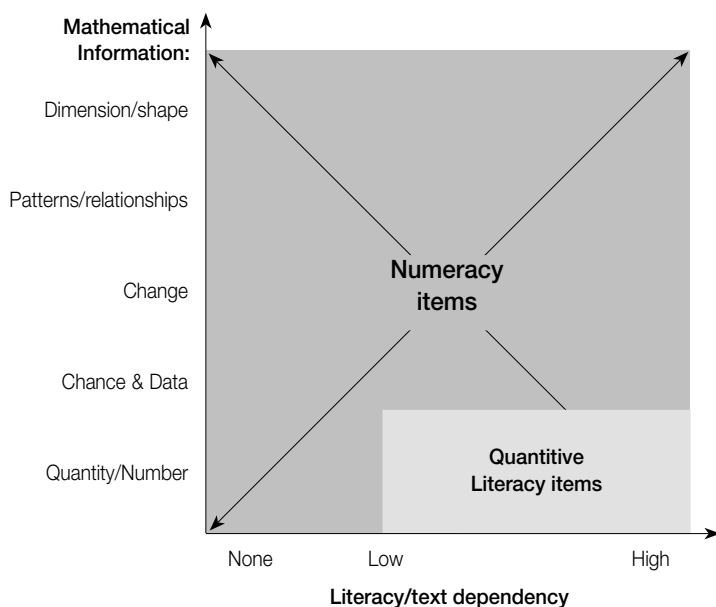 Mathematical
Information:
Dimension/shape
Patterns/relationships
Change
Chance & Data
Quantity/Number
Numeracy
items
Quantitive
Literacy items
None
Low
High
Literacy/text dependency